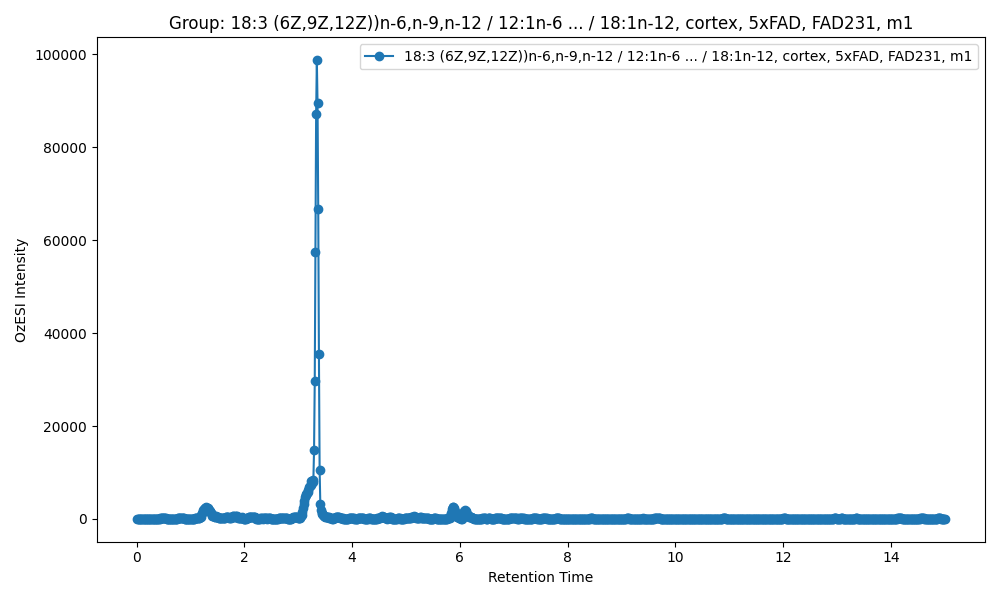 Group: 18:3 (6Z,9Z,12Z))n-6,n-9,n-12 / 12:1n-6 ... / 18:1n-12, cortex, 5xFAD, FAD231, m1
18:3 (6Z,9Z,12Z))n-6,n-9,n-12 / 12:1n-6 ... / 18:1n-12, cortex, 5xFAD, FAD231, m1
100000
80000
60000
40000
20000
0
OzESI Intensity
0 2 4 6 8 10 12 14
Retention Time